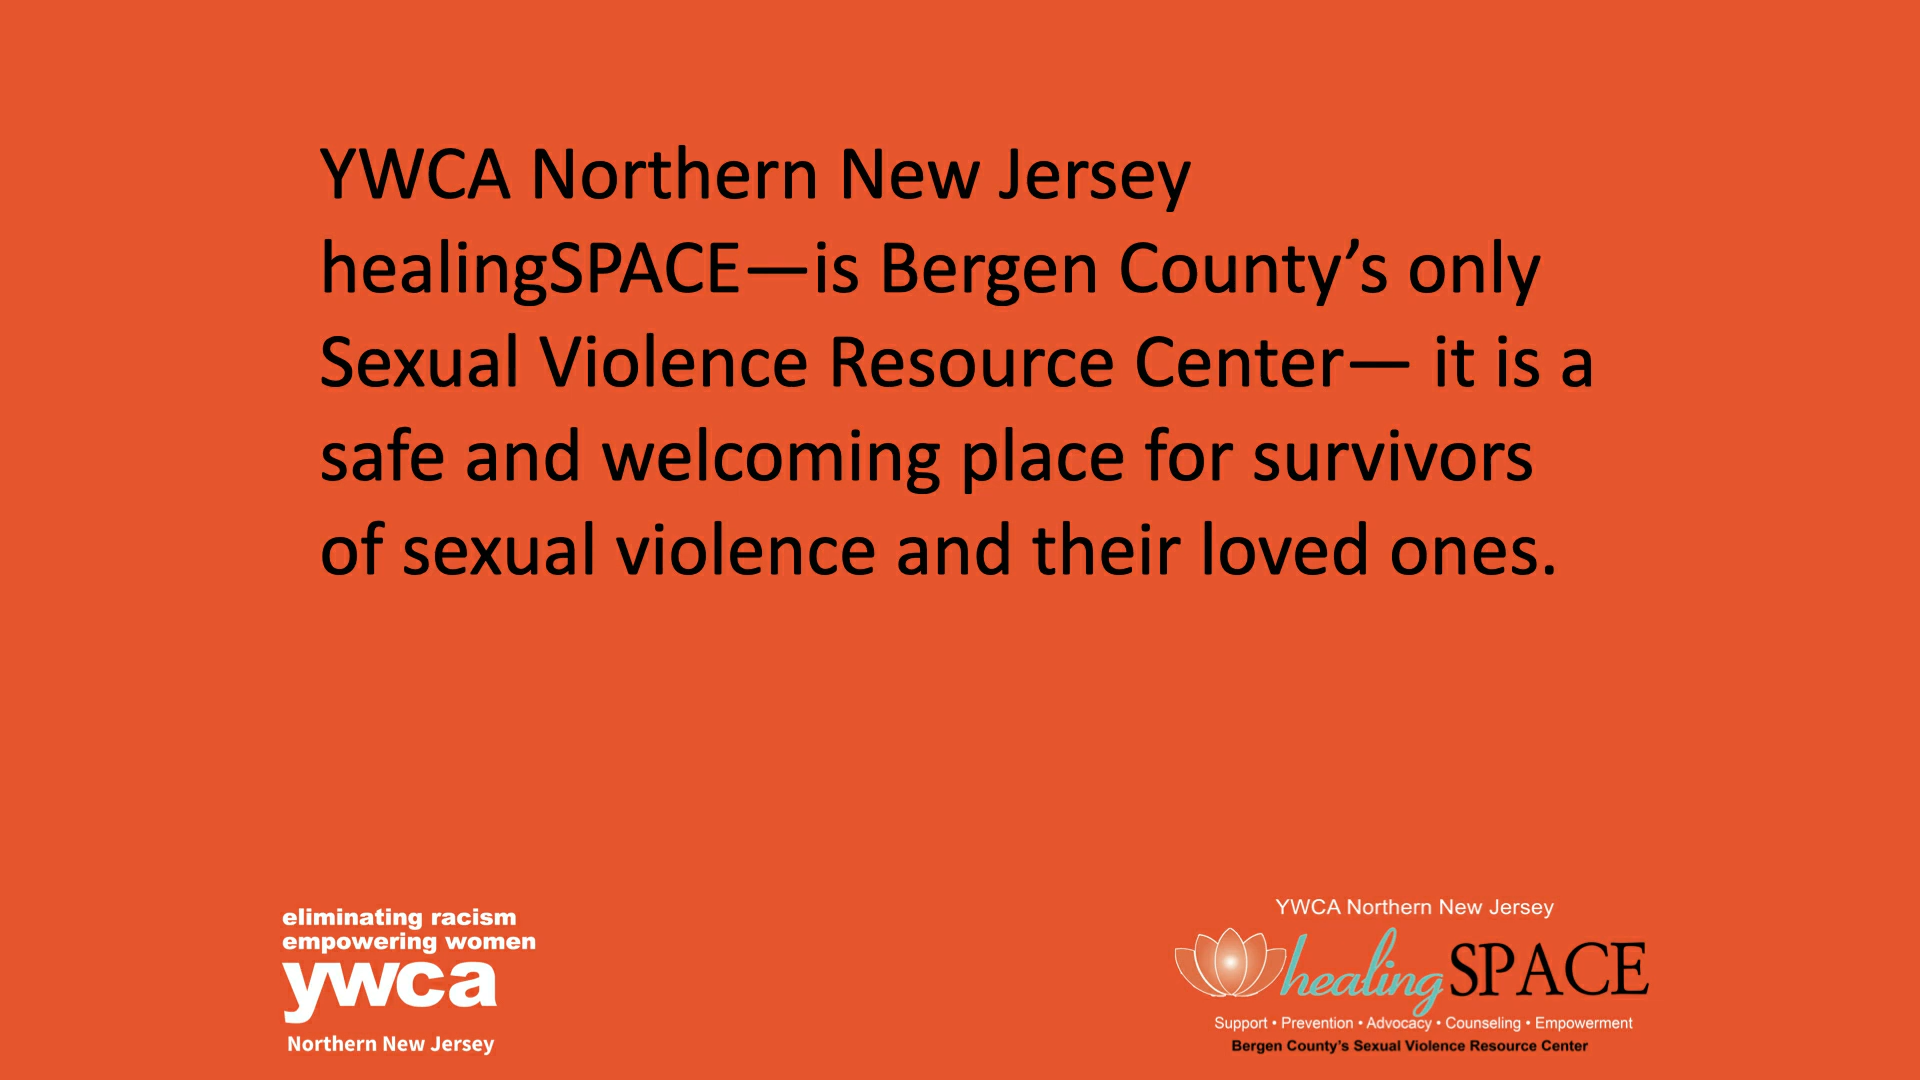 YWCA Northern New Jersey
healingSPACE—is Bergen County’s only
Sexual Violence Resource Center— it is a
safe and welcoming place for survivors
of sexual violence and their loved ones.
eliminating racism
empowering women
ywca
Northern New Jersey
YWCA Northern New Jersey
healingSPACE
Support • Prevention • Advocacy • Counseling • Empowerment
Bergen County's Sexual Violence Resource Center